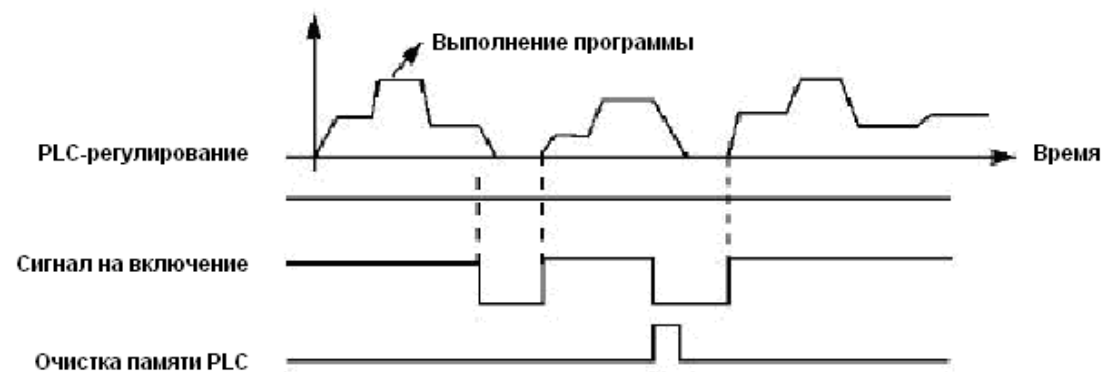 Выполнение программы
PLC-регулирование
Время
Сигнал на включение
Очистка памяти PLC